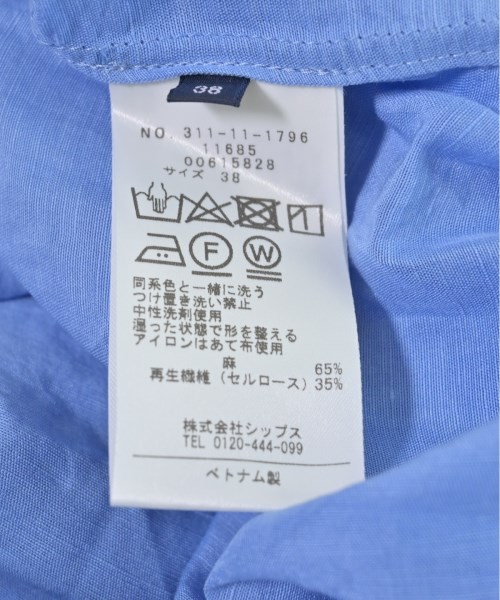 38
NO. 311-11-1796
11685
00615828
サイズ 38
F W
同系色と一緒に洗う
つけ置き洗い禁止
中性洗剤使用
湿った状態で形を整える
アイロンはあて布使用
麻 65%
再生繊維（セルロース）35%
株式会社シップス
TEL 0120-444-099
ベトナム製